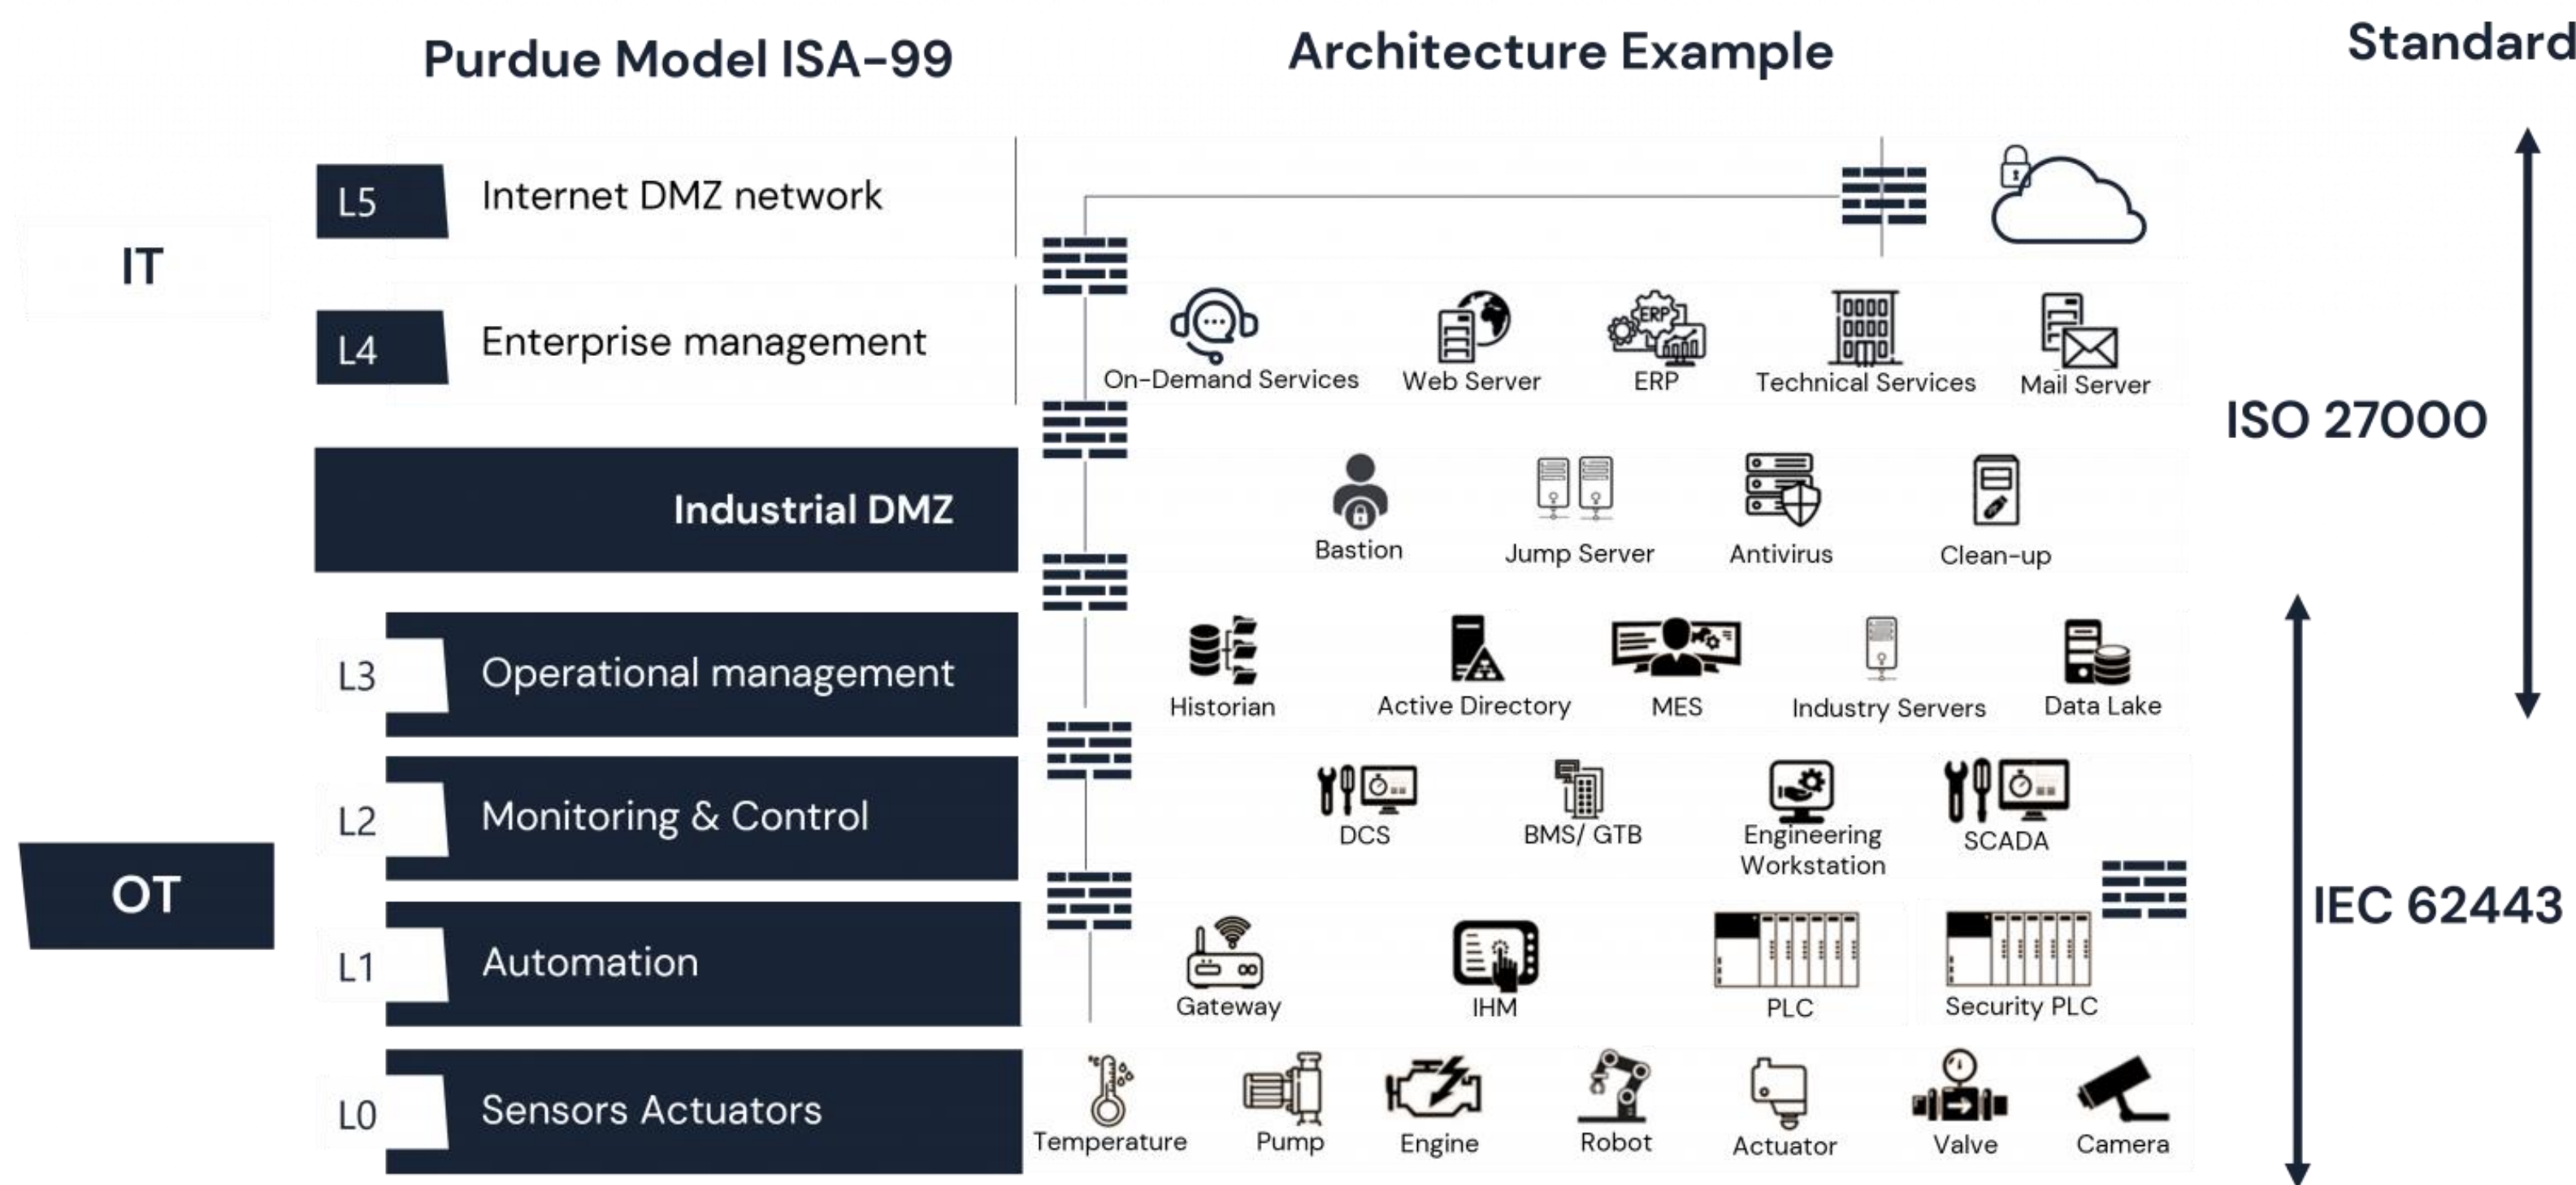 Purdue Model ISA-99
Architecture Example
Standard
IT
L5
Internet DMZ network
L4
Enterprise management
On-Demand Services
Web Server
ERP
ERP
Technical Services
Mail Server
ISO 27000
Industrial DMZ
Bastion
Jump Server
Antivirus
Clean-up
L3
Operational management
Historian
Active Directory
MES
Industry Servers
Data Lake
L2
Monitoring & Control
DCS
BMS/ GTB
Engineering
Workstation
SCADA
OT
IEC 62443
L1
Automation
Gateway
IHM
PLC
Security PLC
L0
Sensors Actuators
°C
Temperature
Pump
Engine
Robot
Actuator
Valve
Camera